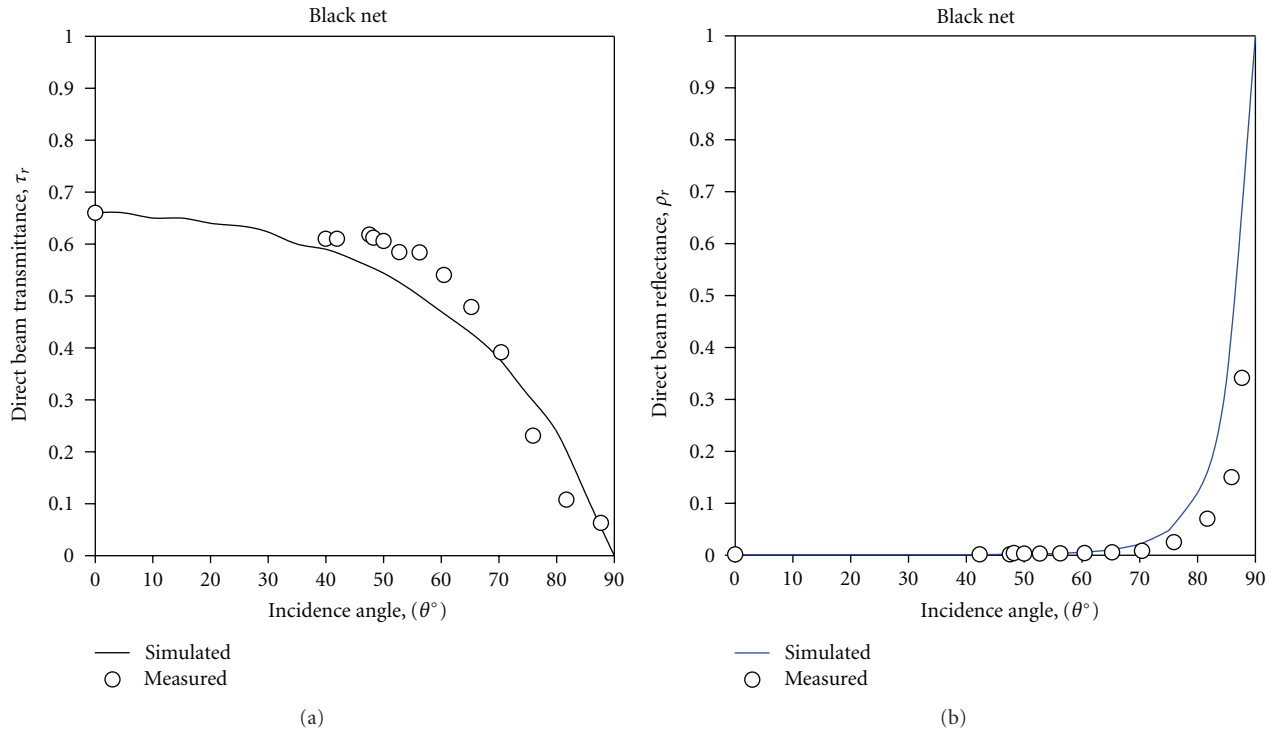 Black net
1
0.9
0.8
0.7
0.6
0.5
0.4
0.3
0.2
0.1
0
Direct beam transmittance, τr
0 10 20 30 40 50 60 70 80 90
Incidence angle, (θ°)
Simulated
Measured
(a)
Black net
1
0.9
0.8
0.7
0.6
0.5
0.4
0.3
0.2
0.1
0
Direct beam reflectance, ρr
0 10 20 30 40 50 60 70 80 90
Incidence angle, (θ°)
Simulated
Measured
(b)